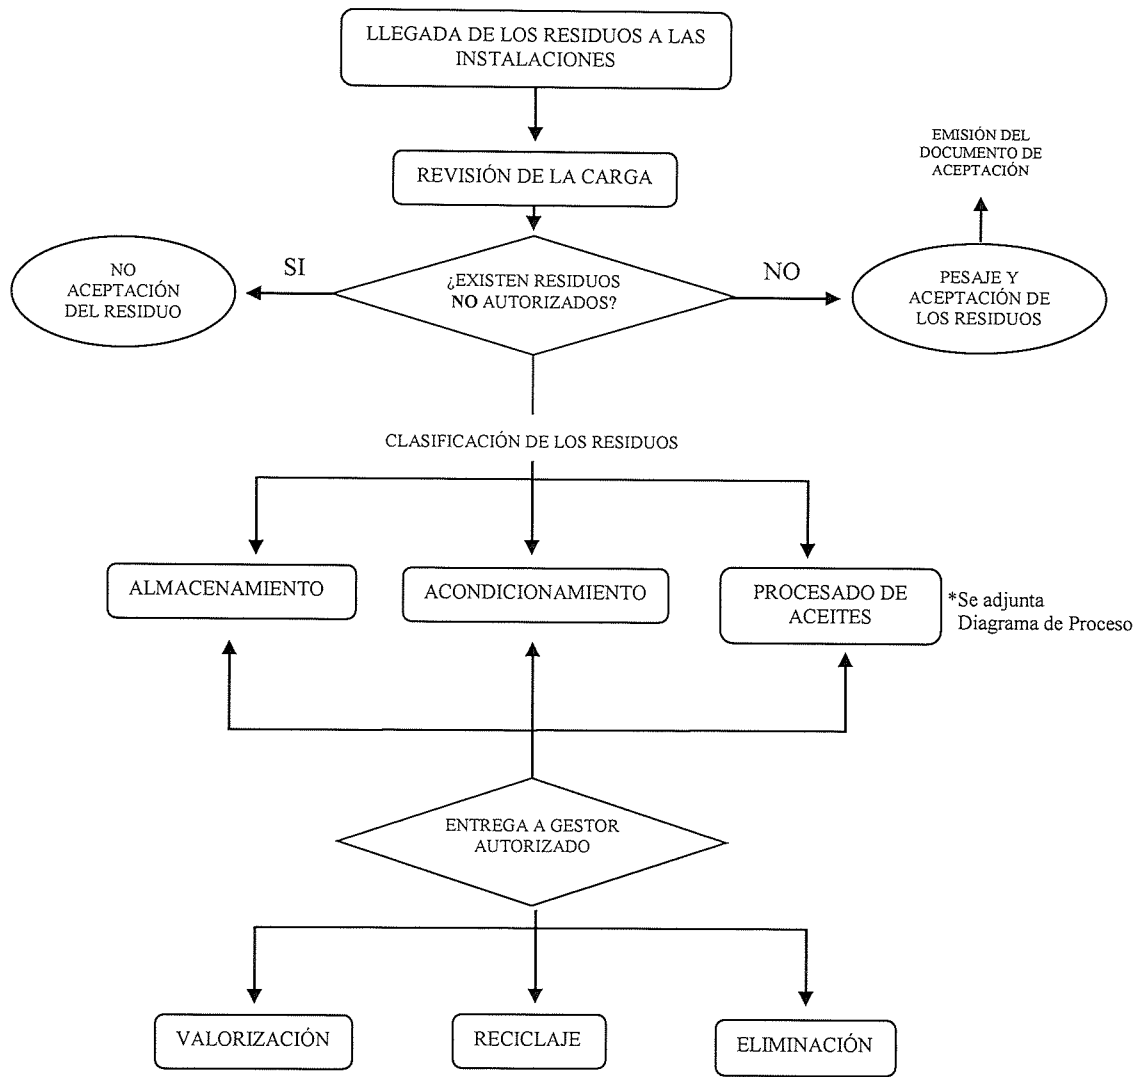 LLEGADA DE LOS RESIDUOS A LAS
INSTALACIONES
EMISIÓN DEL
DOCUMENTO DE
ACEPTACIÓN
REVISIÓN DE LA CARGA
NO
ACEPTACIÓN
DEL RESIDUO
SI
¿EXISTEN RESIDUOS
NO AUTORIZADOS?
NO
PESAJE Y
ACEPTACIÓN DE
LOS RESIDUOS
CLASIFICACIÓN DE LOS RESIDUOS
ALMACENAMIENTO
ACONDICIONAMIENTO
PROCESADO DE
ACEITES
*Se adjunta
Diagrama de Proceso
ENTREGA A GESTOR
AUTORIZADO
VALORIZACIÓN
RECICLAJE
ELIMINACIÓN